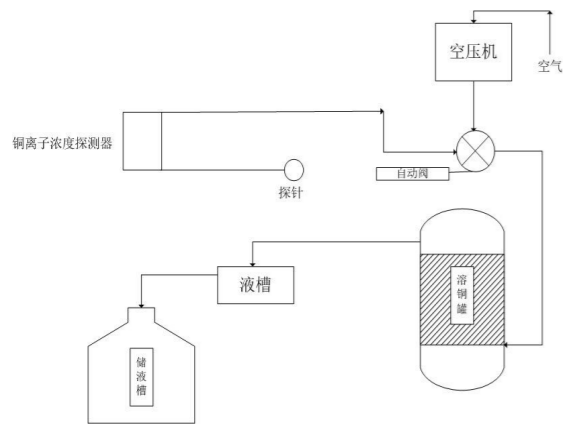 空压机
空气
铜离子浓度探测器
自动阀
探针
溶铜罐
液槽
储液槽